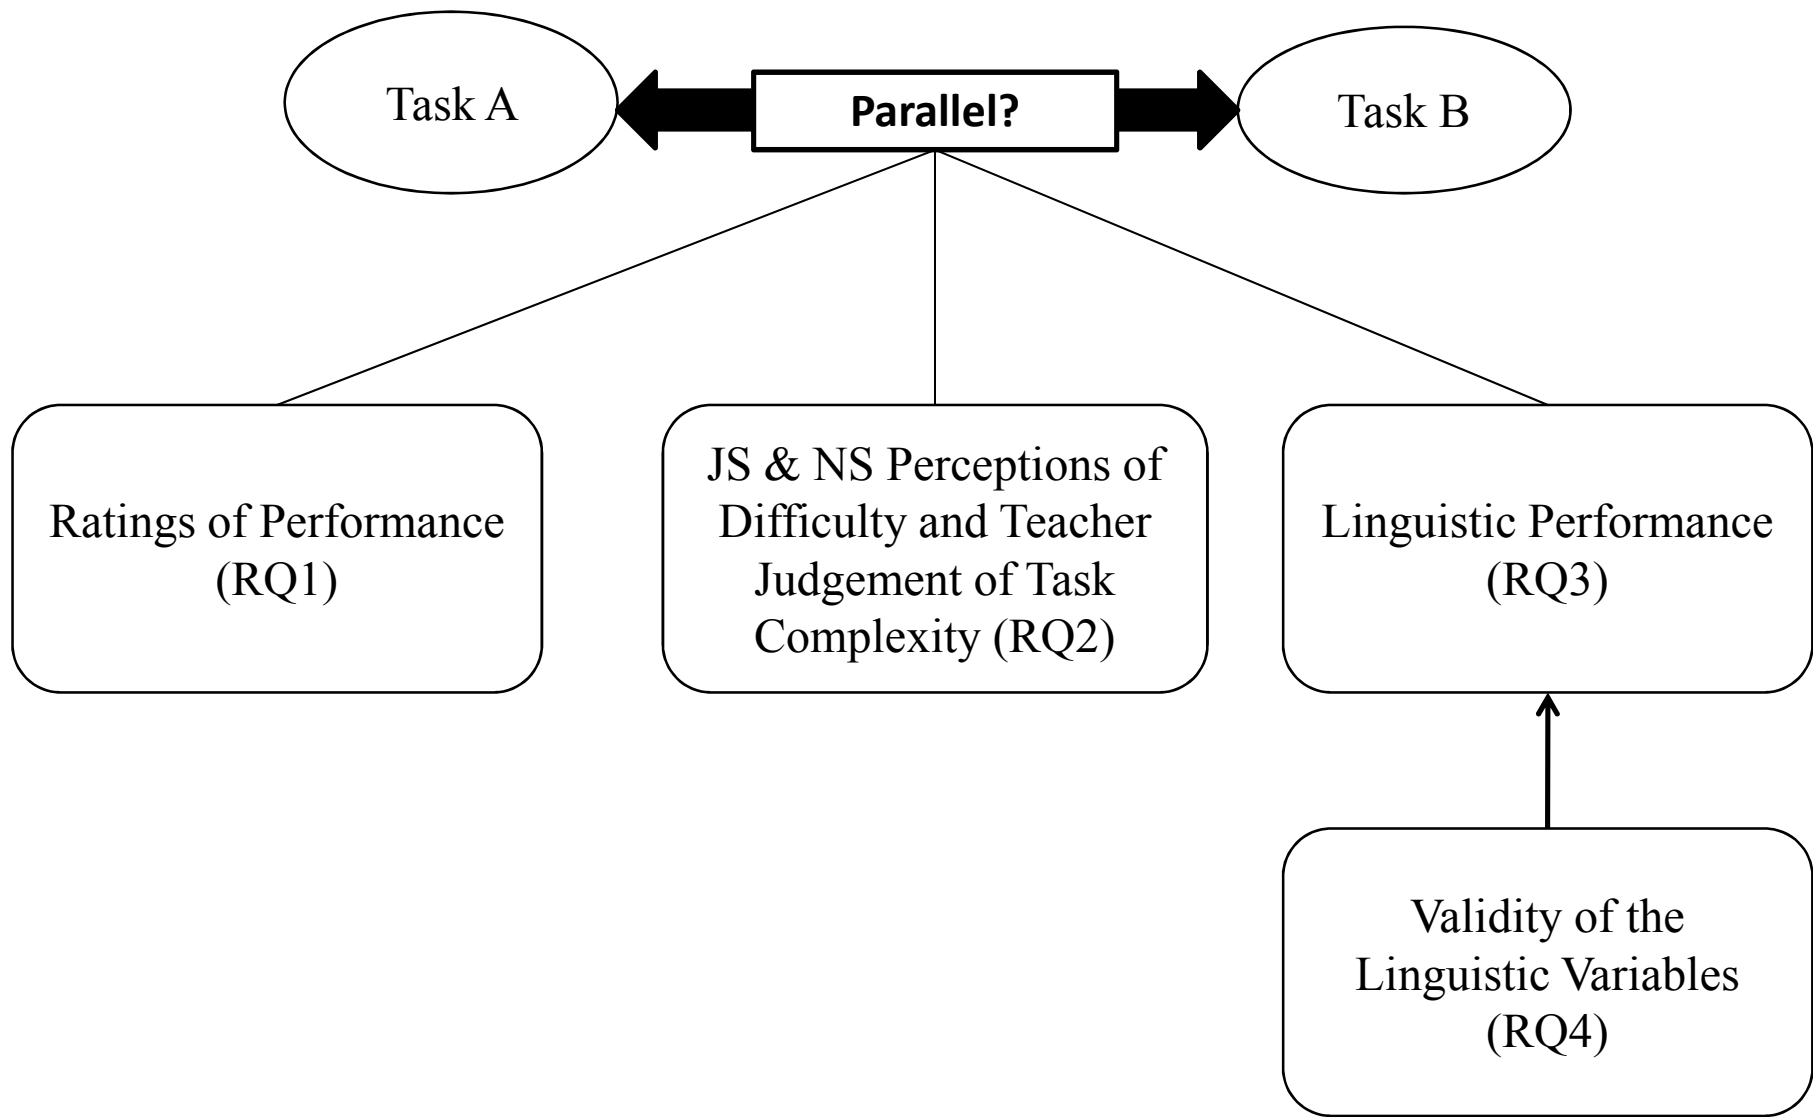 Task A
Parallel?
Task B
Ratings of Performance
(RQ1)
JS & NS Perceptions of
Difficulty and Teacher
Judgement of Task
Complexity (RQ2)
Linguistic Performance
(RQ3)
Validity of the
Linguistic Variables
(RQ4)